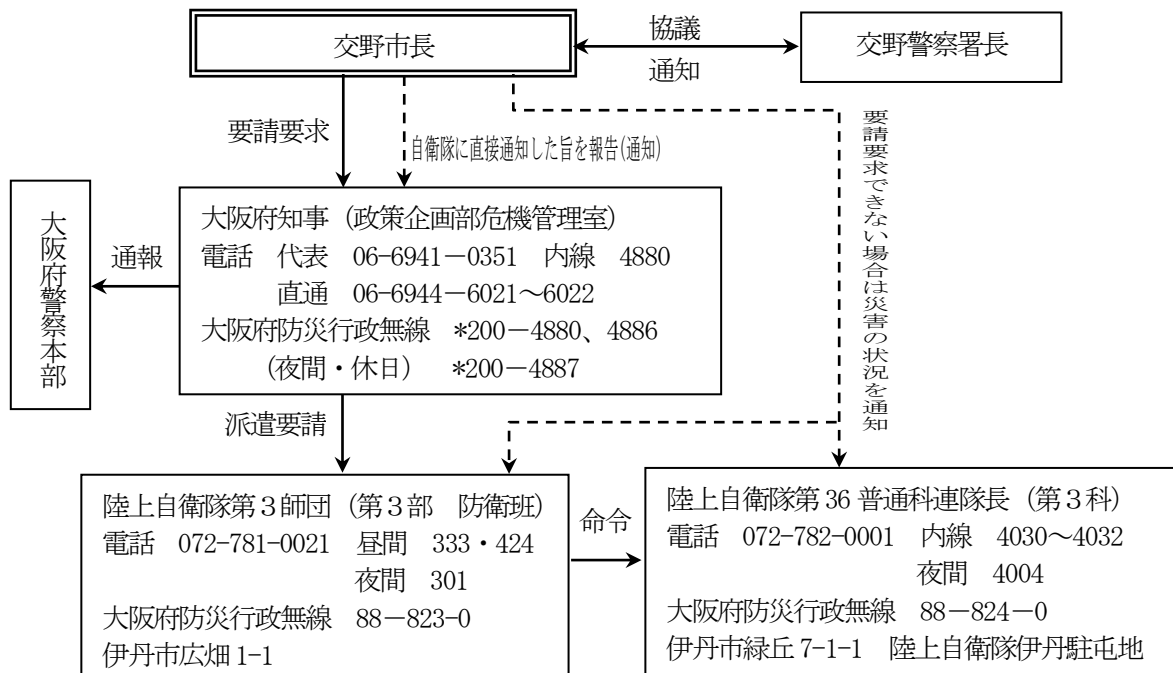 交野市長
協議
通知
交野警察署長
要請要求
自衛隊に直接通知した旨を報告(通知)
要請要求できない場合は災害の状況を通知
大阪府警察本部
通報
大阪府知事（政策企画部危機管理室）
電話　代表　06-6941－0351　内線　4880
直通　06-6944－6021～6022
大阪府防災行政無線　*200－4880、4886
（夜間・休日）　*200－4887
派遣要請
陸上自衛隊第３師団（第３部　防衛班）
電話　072-781-0021　昼間　333・424
夜間　301
大阪府防災行政無線　88－823-0
伊丹市広畑 1-1
命令
陸上自衛隊第 36 普通科連隊長（第３科）
電話　072-782-0001　内線　4030～4032
夜間　4004
大阪府防災行政無線　88－824－0
伊丹市緑丘 7-1-1　陸上自衛隊伊丹駐屯地